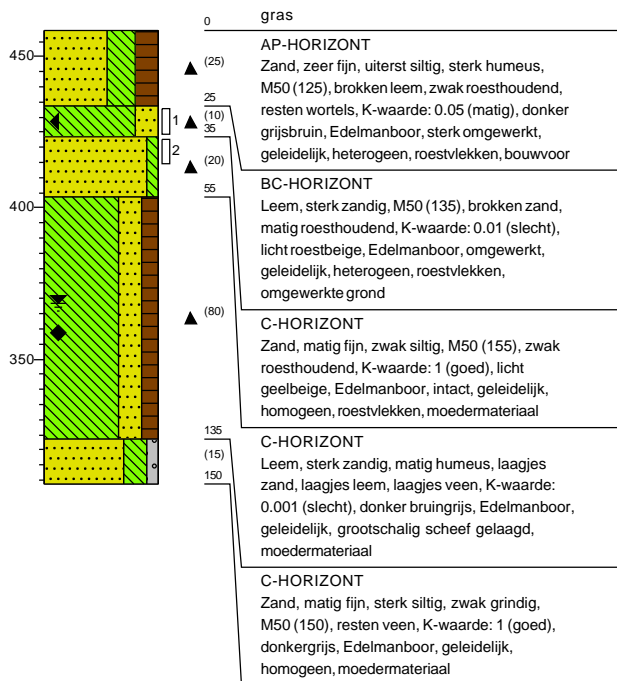 0
gras
AP-HORIZONT
Zand, zeer fijn, uiterst siltig, sterk humeus,
M50 (125), brokken leem, zwak roesthoudend,
resten wortels, K-waarde: 0.05 (matig), donker
grijsbruin, Edelmanboor, sterk omgewerkt,
geleidelijk, heterogeen, roestvlekken, bouwvoor
450
(25)
25
1
(10)
35
2
(20)
55
BC-HORIZONT
Leem, sterk zandig, M50 (135), brokken zand,
matig roesthoudend, K-waarde: 0.01 (slecht),
licht roestbeige, Edelmanboor, omgewerkt,
geleidelijk, heterogeen, roestvlekken,
omgewerkte grond
400
(80)
C-HORIZONT
Zand, matig fijn, zwak siltig, M50 (155), zwak
roesthoudend, K-waarde: 1 (goed), licht
geelbeige, Edelmanboor, intact, geleidelijk,
homogeen, roestvlekken, moedermateriaal
350
135
(15)
150
C-HORIZONT
Leem, sterk zandig, matig humeus, laagjes
zand, laagjes leem, laagjes veen, K-waarde:
0.001 (slecht), donker bruingrijs, Edelmanboor,
geleidelijk, grootschalig scheef gelaagd,
moedermateriaal
C-HORIZONT
Zand, matig fijn, sterk siltig, zwak grindig,
M50 (150), resten veen, K-waarde: 1 (goed),
donkergrijs, Edelmanboor, geleidelijk,
homogeen, moedermateriaal